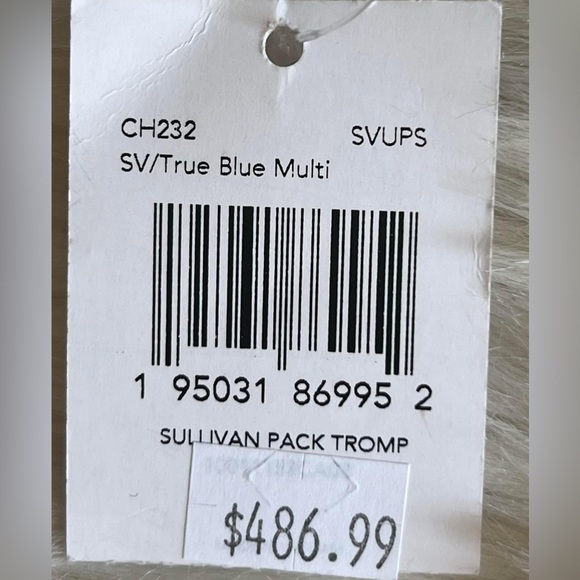 CH232 SVUPS
SV/True Blue Multi
1 95031 86995 2
SULLIVAN PACK TROMP
$486.99